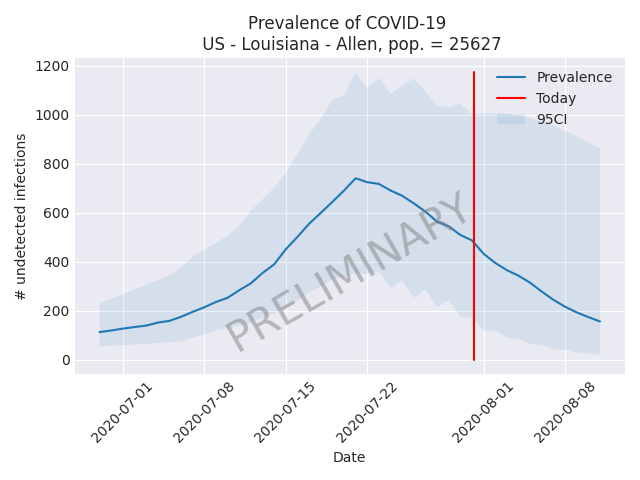 Prevalence of COVID-19
US - Louisiana - Allen, pop. = 25627
1200
1000
800
600
400
200
0
# undetected infections
Prevalence
Today
95CI
PRELIMINARY
2020-07-01
2020-07-08
2020-07-15
2020-07-22
2020-08-01
2020-08-08
Date